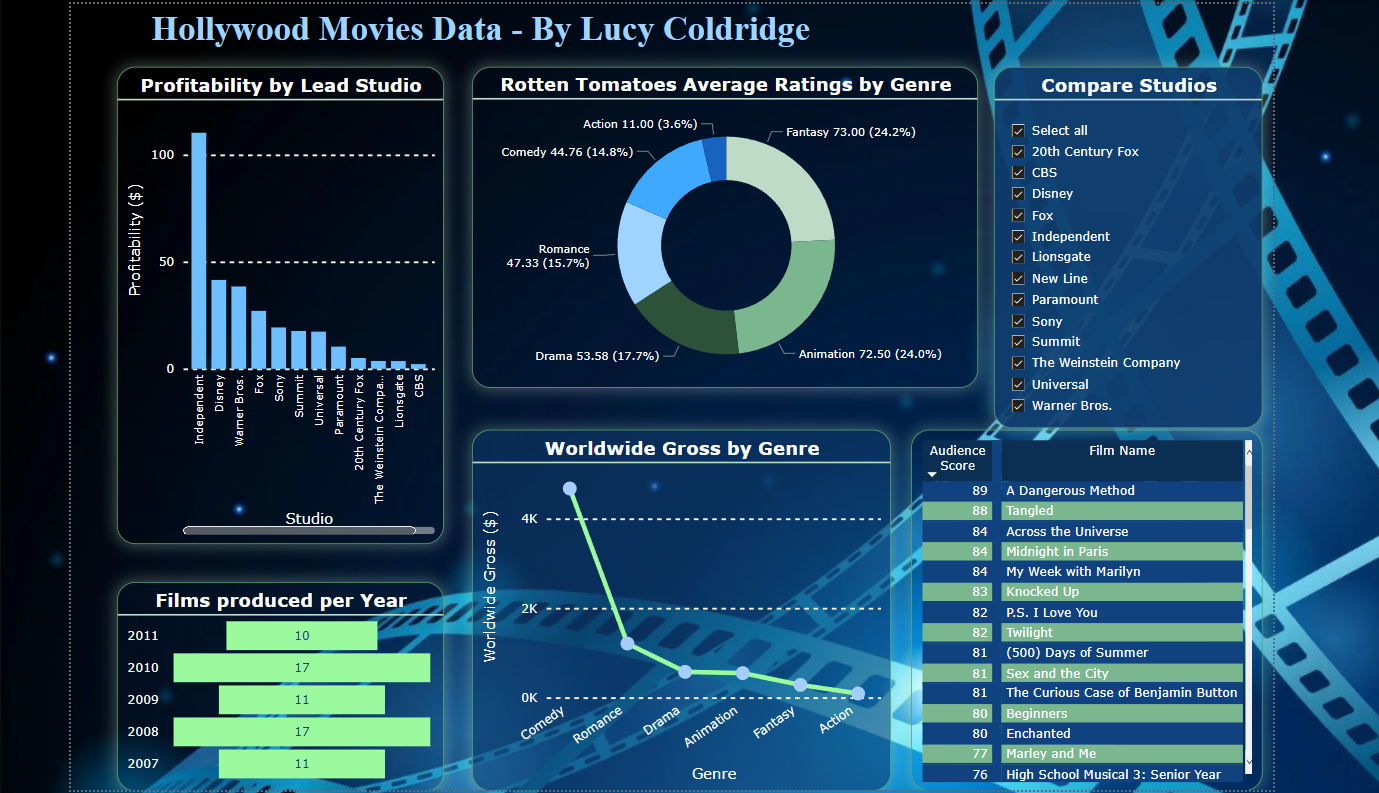 Hollywood Movies Data - By Lucy Coldridge
Profitability by Lead Studio
Profitability ($)
100
50
0
Independent
Disney
Warner Bros.
Fox
Sony
Summit
Universal
Paramount
20th Century Fox
The Weinstein Compa...
Lionsgate
CBS
Studio
Rotten Tomatoes Average Ratings by Genre
Action 11.00 (3.6%)
Fantasy 73.00 (24.2%)
Comedy 44.76 (14.8%)
Romance
47.33 (15.7%)
Drama 53.58 (17.7%)
Animation 72.50 (24.0%)
Compare Studios
Select all
20th Century Fox
CBS
Disney
Fox
Independent
Lionsgate
New Line
Paramount
Sony
Summit
The Weinstein Company
Universal
Warner Bros.
Films produced per Year
2011 10
2010 17
2009 11
2008 17
2007 11
Worldwide Gross by Genre
Worldwide Gross ($)
4K
2K
0K
Comedy
Romance
Drama
Animation
Fantasy
Action
Genre
Audience
Score
Film Name
89 A Dangerous Method
88 Tangled
84 Across the Universe
84 Midnight in Paris
84 My Week with Marilyn
83 Knocked Up
82 P.S. I Love You
82 Twilight
81 (500) Days of Summer
81 Sex and the City
81 The Curious Case of Benjamin Button
80 Beginners
80 Enchanted
77 Marley and Me
76 High School Musical 3: Senior Year